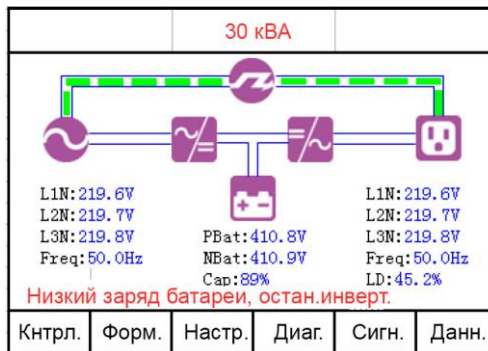 30 кВА
L1N:219.6V
L2N:219.7V
L3N:219.8V
Freq:50.0Hz
PBat:410.8V
NBat:410.9V
Cap:89%
L1N:219.6V
L2N:219.7V
L3N:219.8V
Freq:50.0Hz
LD:45.2%
Низкий заряд батареи, остан.инверт.
Кнтрл. Форм. Настр. Диаг. Сигн. Данн.